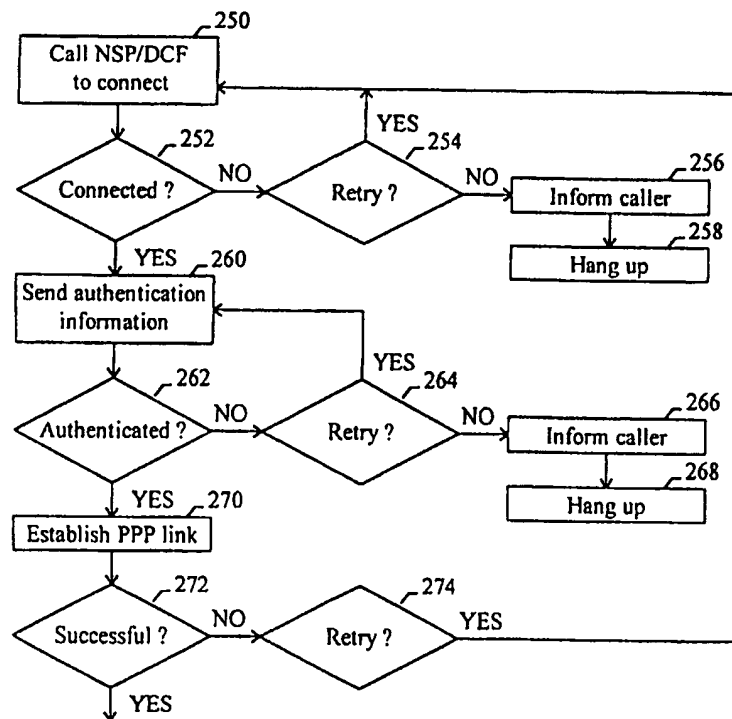 250
Call NSP/DCF
to connect
YES
252
254
256
Connected ?
NO
Retry ?
NO
Inform caller
258
Hang up
YES
260
Send authentication
information
YES
262
264
266
Authenticated ?
NO
Retry ?
NO
Inform caller
268
Hang up
YES
270
Establish PPP link
272
274
Successful ?
NO
Retry ?
YES
YES